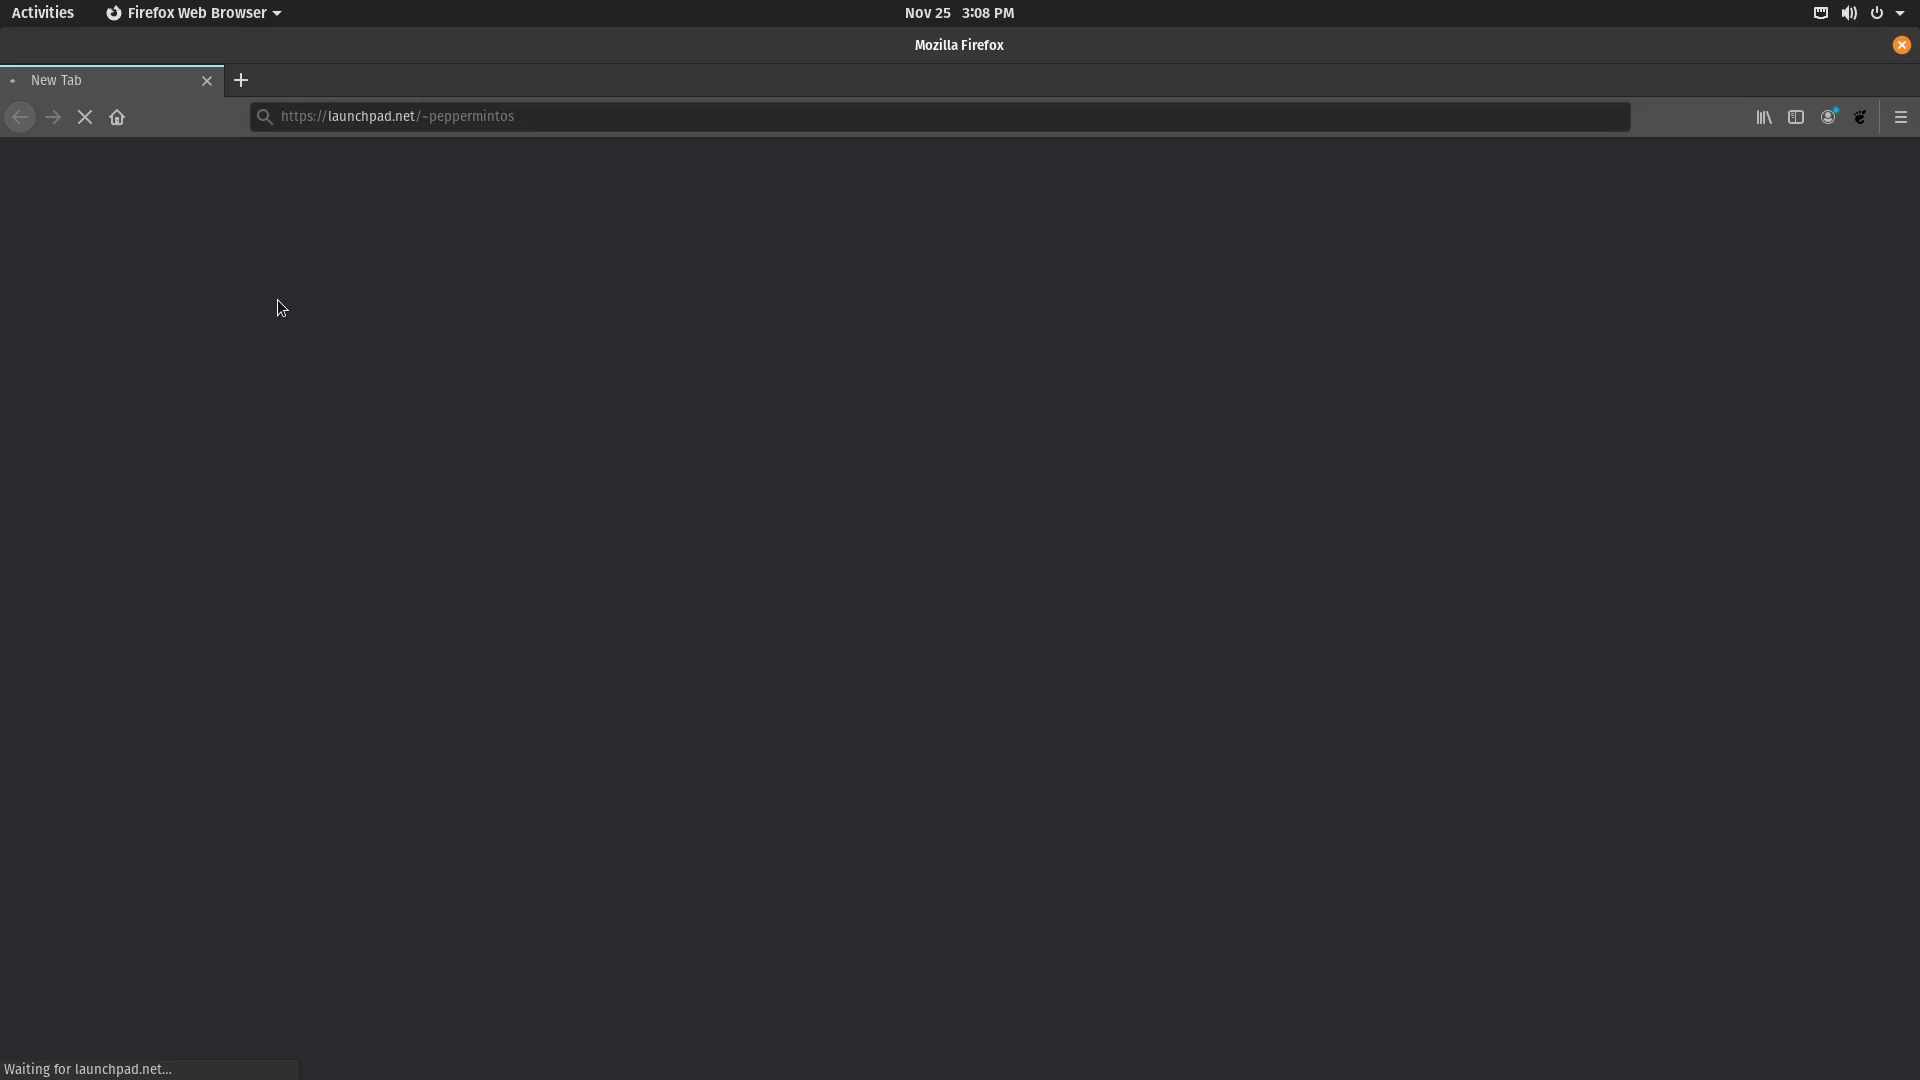 Activities Firefox Web Browser Nov 25 3:08 PM
Mozilla Firefox
New Tab
https://launchpad.net/~peppermintos
Waiting for launchpad.net...